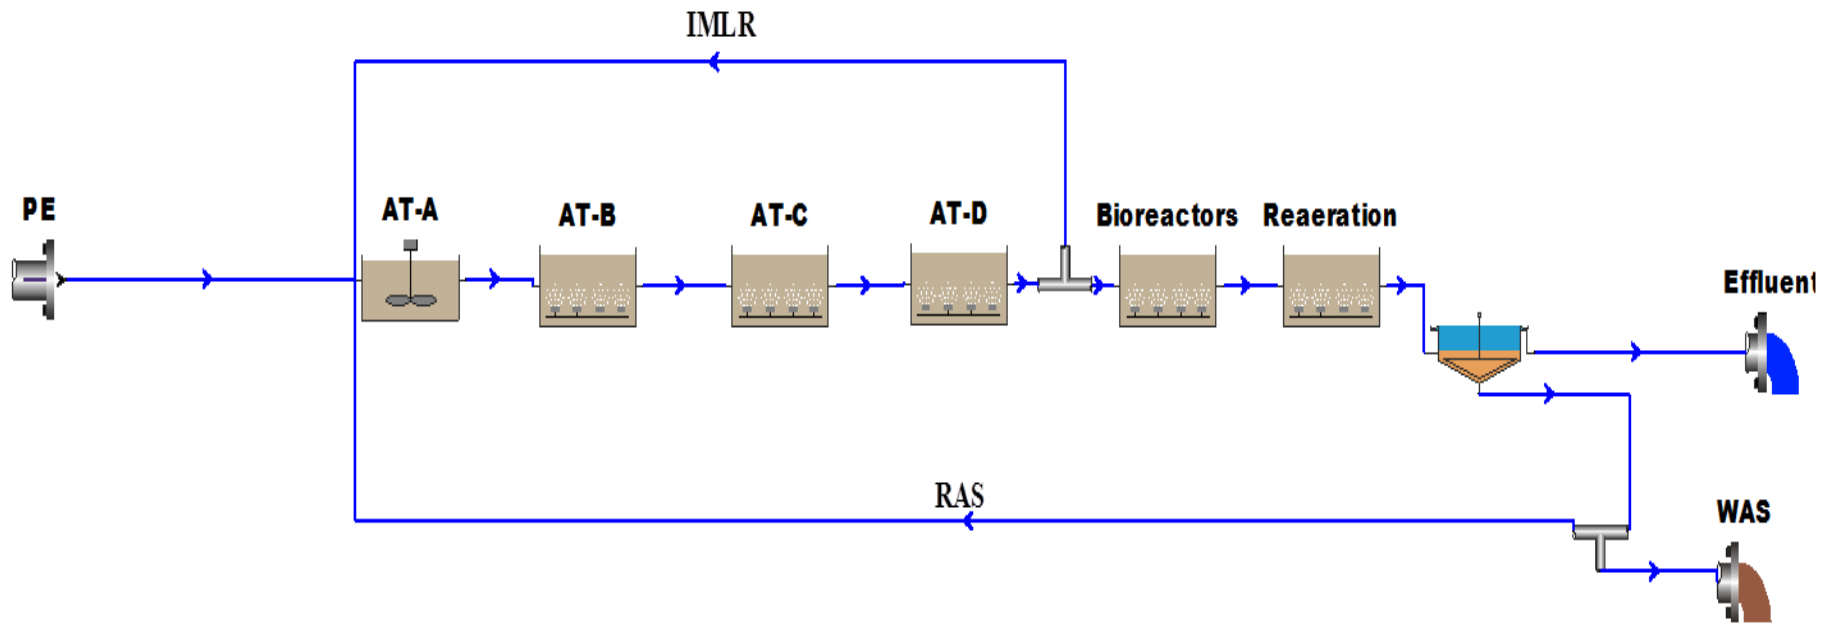 IMLR
PE
AT-A
AT-B
AT-C
AT-D
Bioreactors
Reaeration
Effluent
RAS
WAS